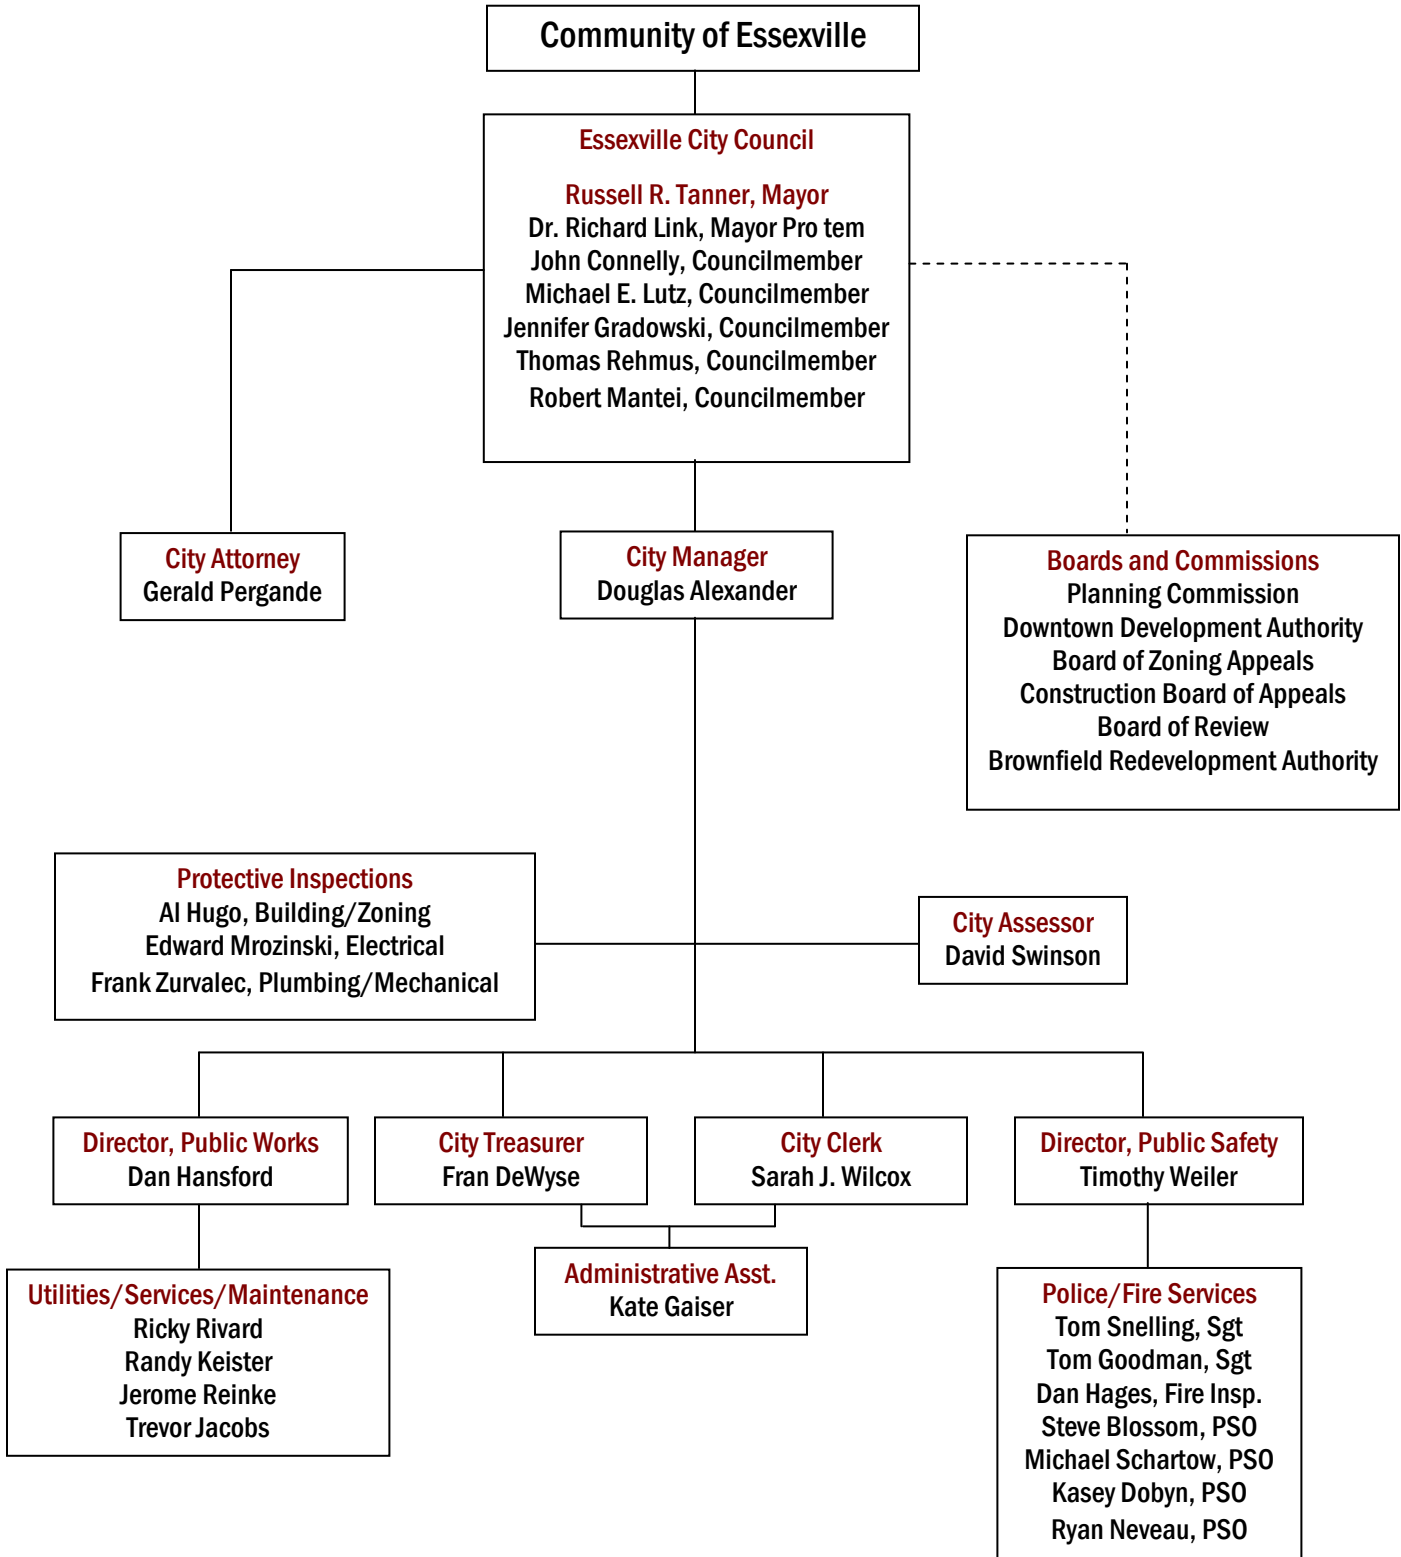 Community of Essexville
Essexville City Council
Russell R. Tanner, Mayor
Dr. Richard Link, Mayor Pro tem
John Connelly, Councilmember
Michael E. Lutz, Councilmember
Jennifer Gradowski, Councilmember
Thomas Rehmus, Councilmember
Robert Mantei, Councilmember
City Attorney
Gerald Pergande
City Manager
Douglas Alexander
Boards and Commissions
Planning Commission
Downtown Development Authority
Board of Zoning Appeals
Construction Board of Appeals
Board of Review
Brownfield Redevelopment Authority
Protective Inspections
Al Hugo, Building/Zoning
Edward Mrozinski, Electrical
Frank Zurvalec, Plumbing/Mechanical
City Assessor
David Swinson
Director, Public Works
Dan Hansford
City Treasurer
Fran DeWyse
City Clerk
Sarah J. Wilcox
Director, Public Safety
Timothy Weiler
Utilities/Services/Maintenance
Ricky Rivard
Randy Keister
Jerome Reinke
Trevor Jacobs
Administrative Asst.
Kate Gaiser
Police/Fire Services
Tom Snelling, Sgt
Tom Goodman, Sgt
Dan Hages, Fire Insp.
Steve Blossom, PSO
Michael Schartow, PSO
Kasey Dobyn, PSO
Ryan Neveau, PSO